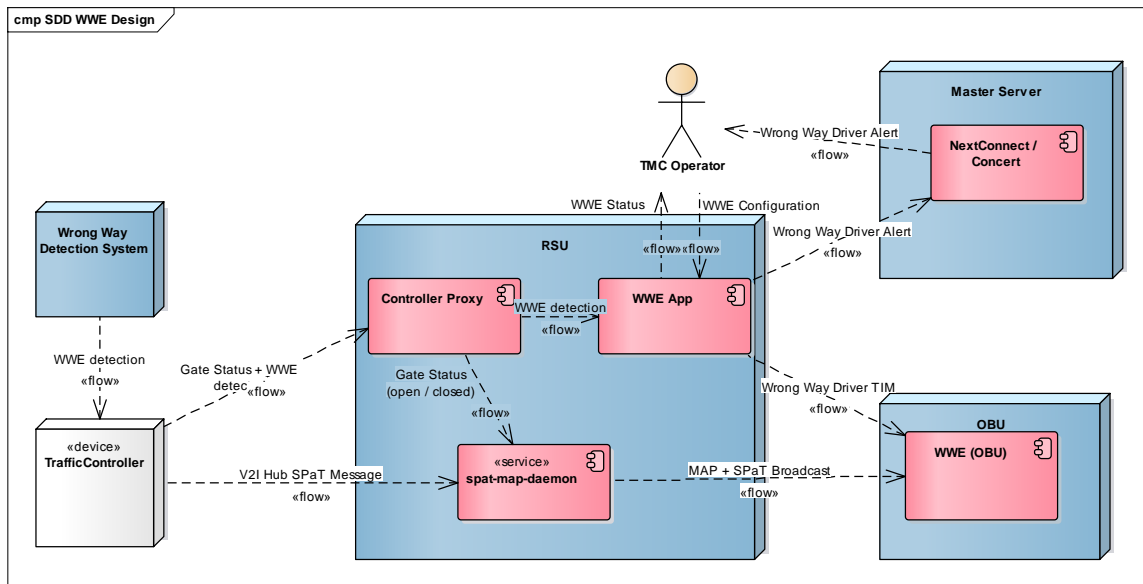 cmp SDD WWE Design
Master Server
NextConnect /
Concert
Wrong Way Driver Alert
«flow»
TMC Operator
WWE Status
«flow»
WWE Configuration
«flow»
Wrong Way Driver Alert
«flow»
Wrong Way
Detection System
WWE detection
«flow»
RSU
Controller Proxy
WWE detection
«flow»
WWE App
Gate Status + WWE
detec
«flow»
Gate Status
(open / closed)
«flow»
Wrong Way Driver TIM
«flow»
«device»
TrafficController
V2I Hub SPaT Message
«flow»
«service»
spat-map-daemon
MAP + SPaT Broadcast
«flow»
OBU
WWE (OBU)